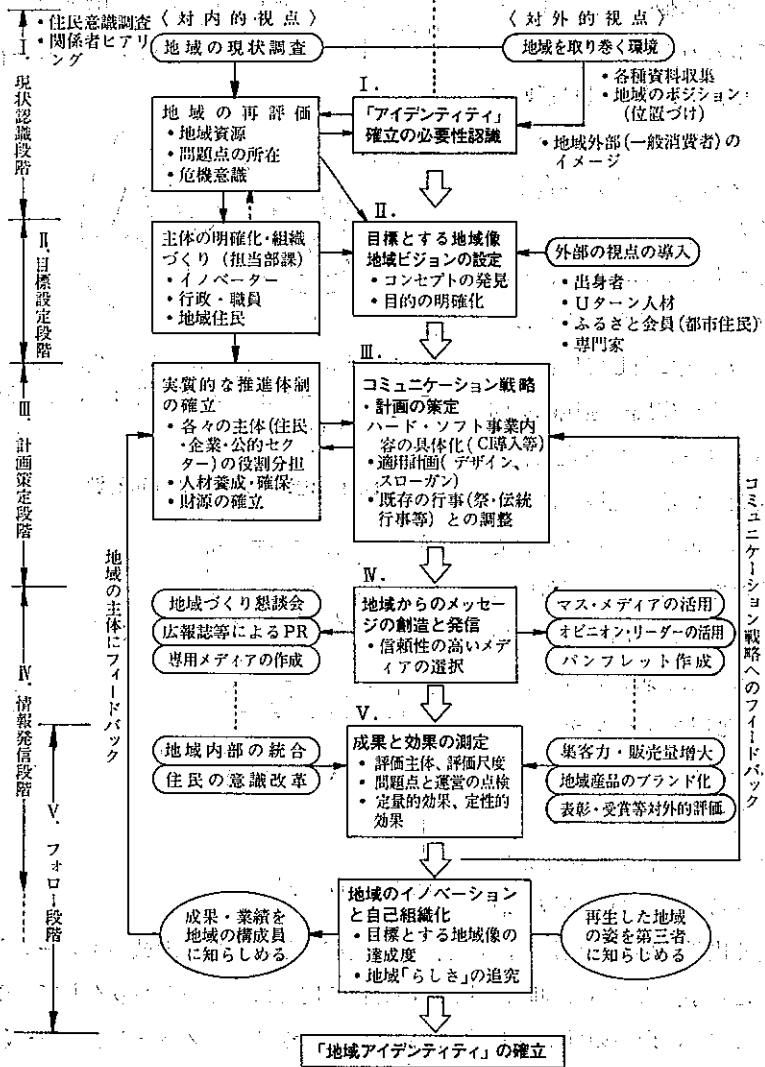 〈対内的視点〉
〈対外的視点〉
・住民意識調査
・関係者ヒアリ
ング
地域の現状調査
地域を取り巻く環境
・各種資料収集
・地域のポジション
(位置づけ)
・地域外部(一般消費者)の
イメージ
地域の再評価
・地域資源
・問題点の所在
・危機意識
Ⅰ.
「アイデンティティ」
確立の必要性認識
Ⅰ.現状認識段階
主体の明確化・組織
づくり(担当部課)
・イノベーター
・行政・職員
・地域住民
Ⅱ.
目標とする地域像
地域ビジョンの設定
・コンセプトの発見
・目的の明確化
外部の視点の導入
・出身者
・Uターン人材
・ふるさと会員(都市住民)
・専門家
Ⅱ.目標設定段階
実質的な推進体制
の確立
・各々の主体(住民
・企業・公的セク
ター)の役割分担
・人材養成・確保
・財源の確立
Ⅲ.
コミュニケーション戦略
・計画の策定
ハード・ソフト事業内
容の具体化(CI導入等)
・適用計画(デザイン、
スローガン)
・既存の行事(祭・伝統
行事等)との調整
Ⅲ.計画策定段階
地域の主体にフィードバック
コミュニケーション戦略へのフィードバック
地域づくり懇談会
広報誌等によるPR
専用メディアの作成
Ⅳ.
地域からのメッセー
ジの創造と発信
・信頼性の高いメデ
ィアの選択
マス・メディアの活用
オピニオン・リーダーの活用
パンフレット作成
Ⅳ.情報発信段階
地域内部の統合
住民の意識改革
Ⅴ.
成果と効果の測定
・評価主体、評価尺度
・問題点と運営の点検
・定量的効果、定性的
効果
集客力・販売量増大
地域産品のブランド化
表彰・受賞等対外的評価
Ⅴ.フォロー段階
成果・業績を
地域の構成員
に知らしめる
地域のイノベーション
と自己組織化
・目標とする地域像の
達成度
・地域「らしさ」の追究
再生した地域
の姿を第三者
に知らしめる
「地域アイデンティティ」の確立